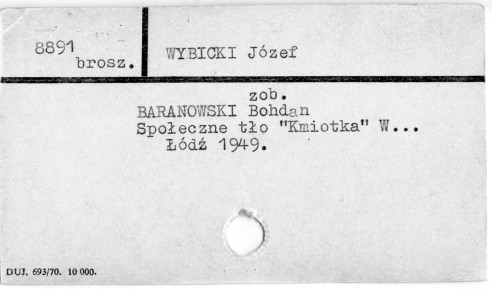 8891
brosz.
WYBICKI Józef
zob.
BARANOWSKI Bohdan
Społeczne tło "Kmiotka" W...
Łódź 1949.
DUJ. 693/70. 10 000.